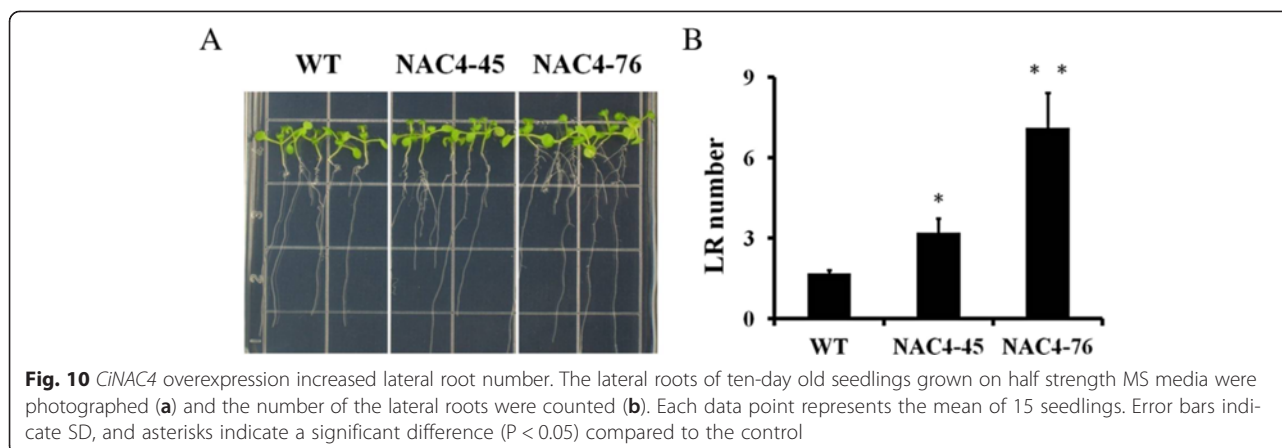 A
B
WT NAC4-45 NAC4-76
* *
9
*
6
3
0
LR number
WT NAC4-45 NAC4-76
3
2
Fig. 10 CiNAC4 overexpression increased lateral root number. The lateral roots of ten-day old seedlings grown on half strength MS media were
photographed (a) and the number of the lateral roots were counted (b). Each data point represents the mean of 15 seedlings. Error bars indi-
cate SD, and asterisks indicate a significant difference (P < 0.05) compared to the control